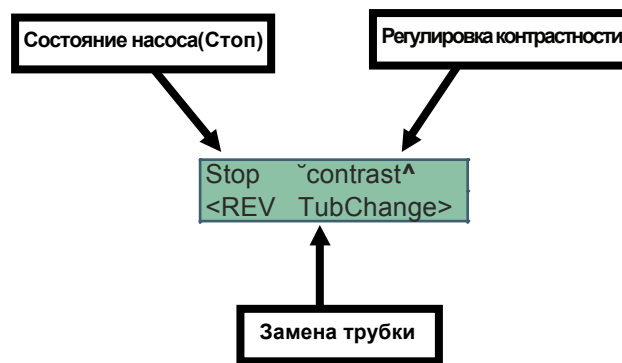 Состояние насоса(Стоп)
Регулировка контрастности
Stop ˇcontrast^
<REV TubChange>
Замена трубки